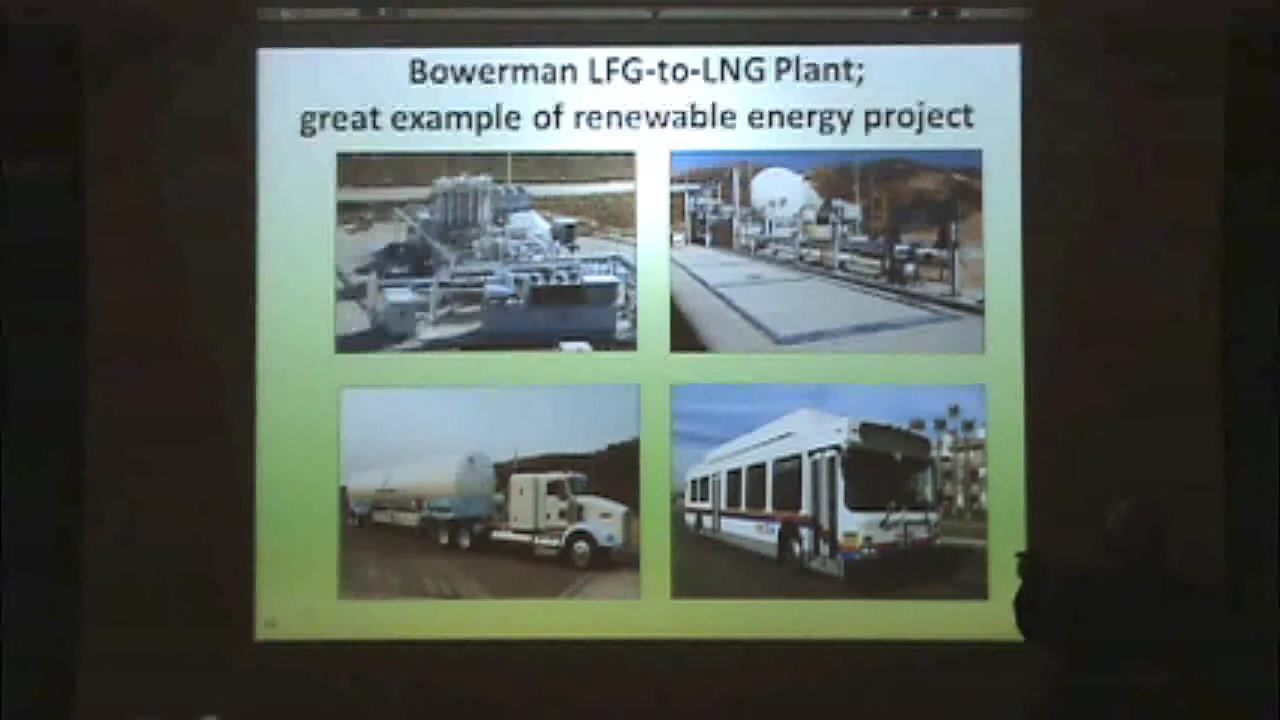 Bowerman LFG-to-LNG Plant;
great example of renewable energy project